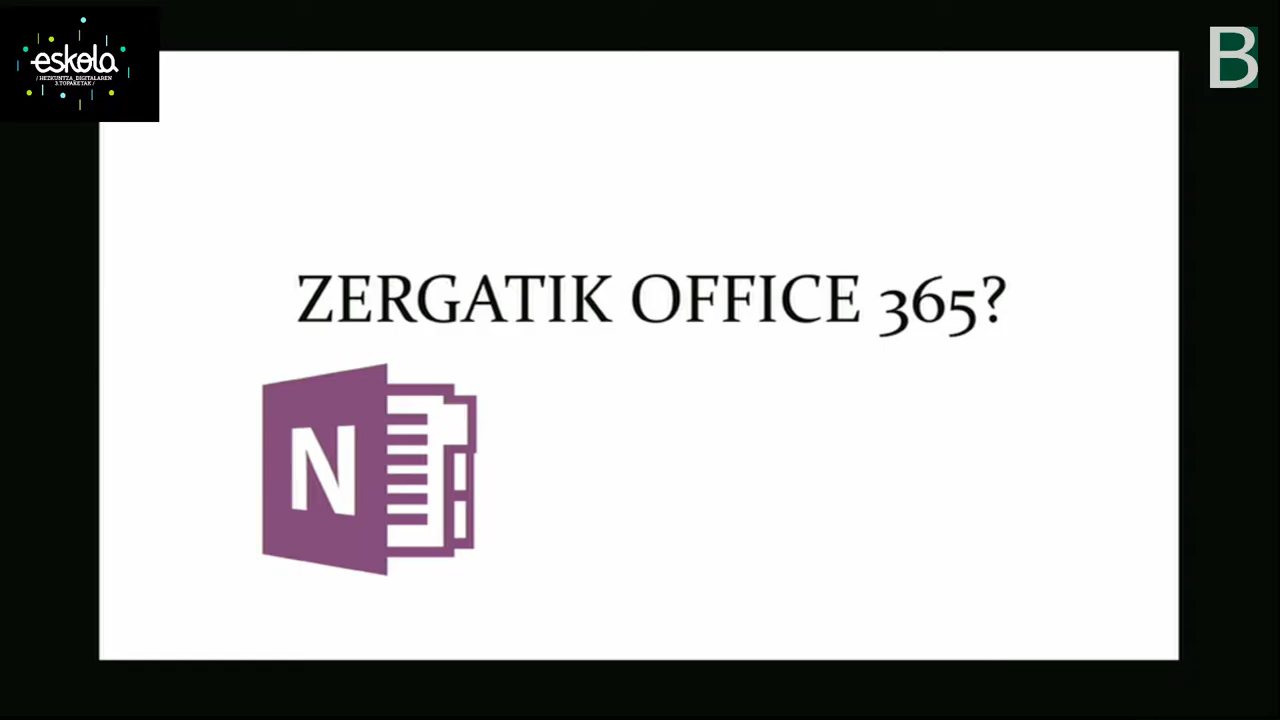 eskola
/ HEZKUNTZA_DIGITALAREN
3.TOPAKETAK /
B
ZERGATIK OFFICE 365?
N